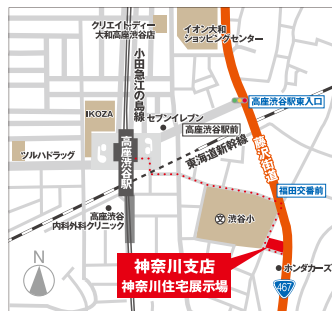 クリエイトディー
大和高座渋谷店
イオン大和
ショッピングセンター
小田急江の島線
IKOZA
セブンイレブン
高座渋谷駅東入口
高座渋谷駅前
ツルハドラッグ
高座渋谷駅
東海道新幹線
藤沢街道
福田交番前
高座渋谷
内科外科クリニック
文
渋谷小
神奈川支店
神奈川住宅展示場
ホンダカーズ
N
467